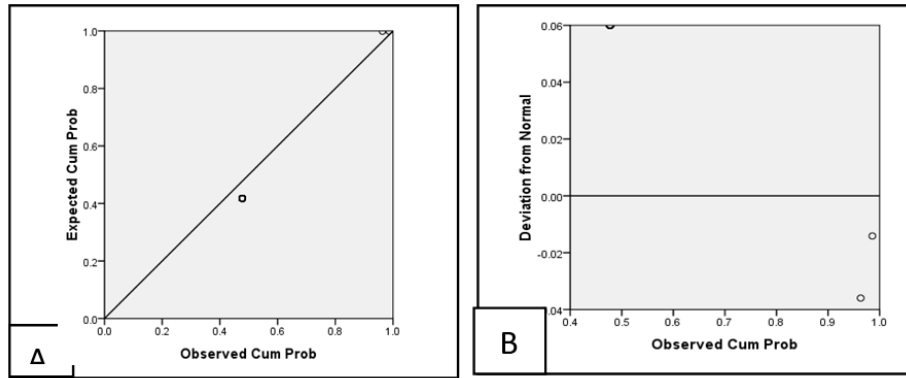 1.0
0.8
0.6
0.4
0.2
0.0
Expected Cum Prob
0.0 0.2 0.4 0.6 0.8 1.0
Observed Cum Prob
Δ
0.06
0.04
0.02
0.00
-0.02
.04
Deviation from Normal
0.4 0.5 0.6 0.7 0.8 0.9 1.0
Observed Cum Prob
B